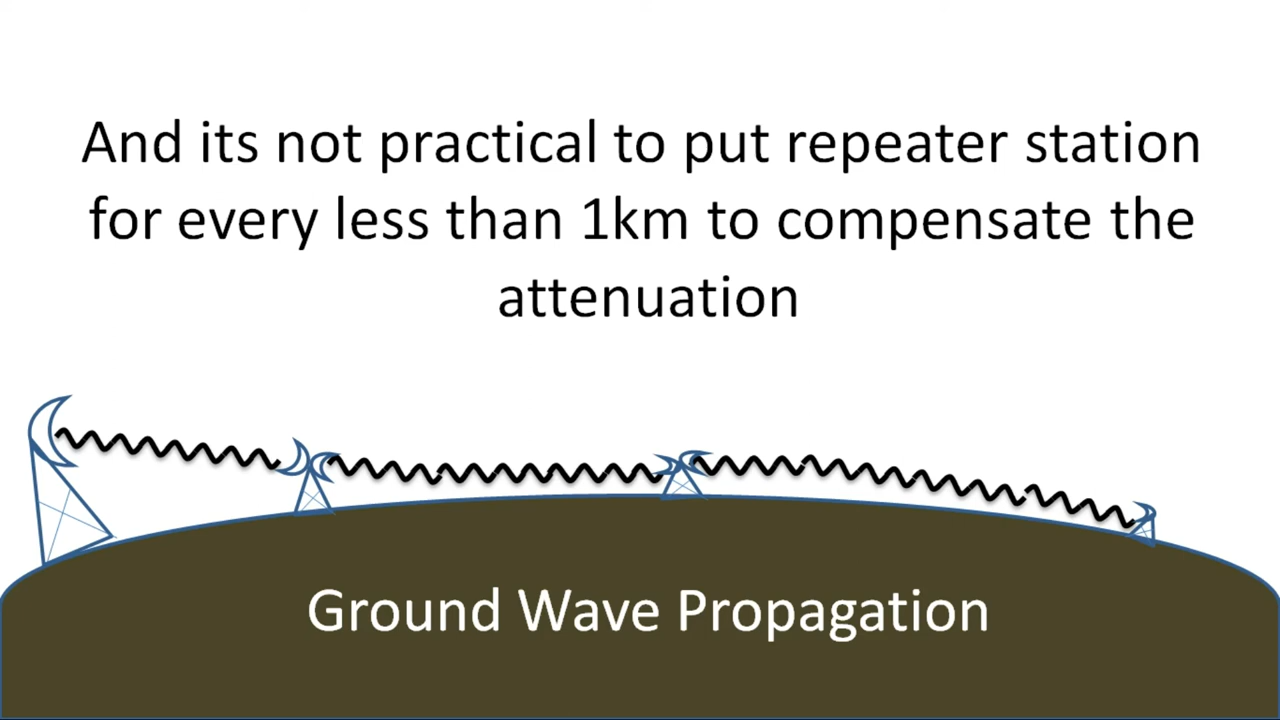 And its not practical to put repeater station
for every less than 1km to compensate the
attenuation
Ground Wave Propagation